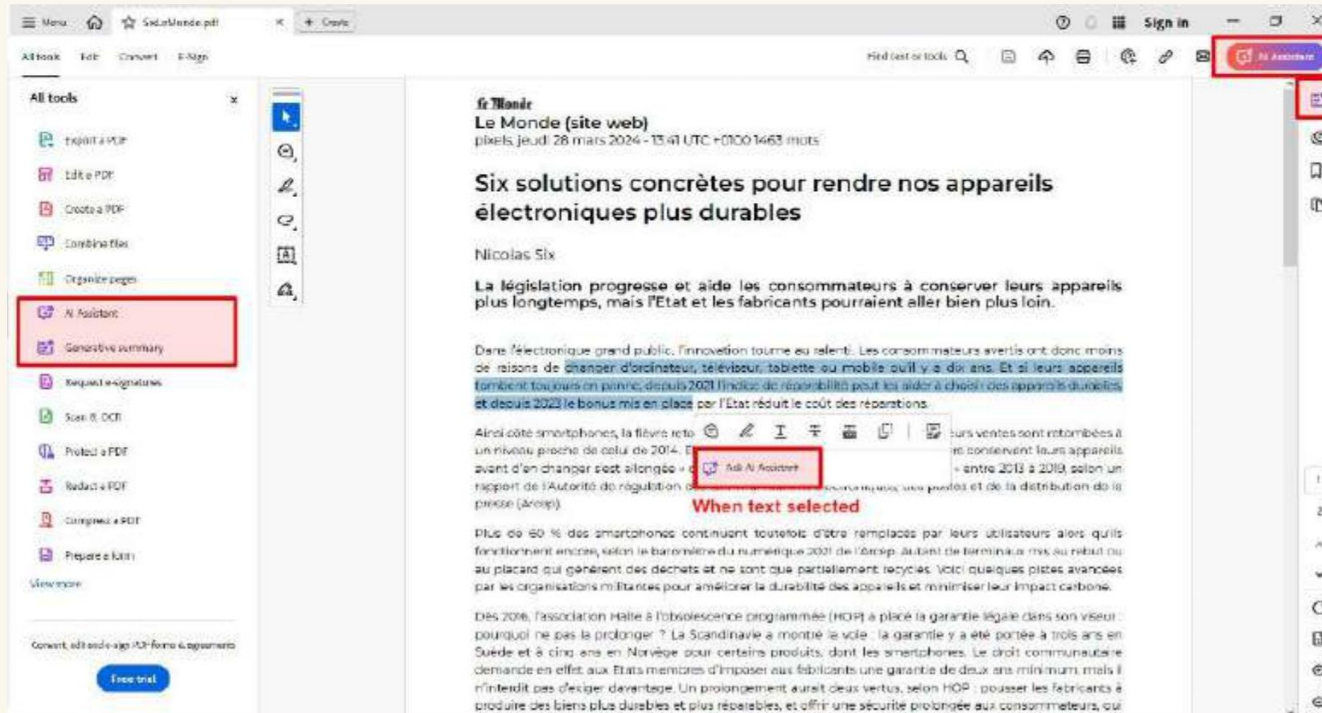 Menu
SixLeMonde.pdf
+ Create
Sign in
All tools Edit Convert E-Sign
Find text or tools
AI Assistant
All tools
Export a PDF
Edit a PDF
Create a PDF
Combine files
Organize pages
AI Assistant
Generative summary
Request e-signatures
Scan & OCR
Protect a PDF
Redact a PDF
Compress a PDF
Prepare a form
View more
Convert, edit and e-sign PDF forms & agreements
Free trial
Le Monde
Le Monde (site web)
pixels, jeudi 28 mars 2024 - 13:41 UTC +0100 1463 mots
Six solutions concrètes pour rendre nos appareils
électroniques plus durables
Nicolas Six
La législation progresse et aide les consommateurs à conserver leurs appareils
plus longtemps, mais l'Etat et les fabricants pourraient aller bien plus loin.
Dans l'électronique grand public, l'innovation tourne au ralenti. Les consommateurs avertis ont donc moins
de raisons de changer d'ordinateur, téléviseur, tablette ou mobile qu'il y a dix ans. Et si leurs appareils
tombent toujours en panne, depuis 2021 l'indice de réparabilité peut les aider à choisir des appareils durables,
et depuis 2023 le bonus mis en place par l'Etat réduit le coût des réparations.
Ainsi côté smartphones, la fièvre reto
urs ventes sont retombées à
un niveau proche de celui de 2014. E
conservent leurs appareils
avant d'en changer s'est allongée «
» entre 2013 à 2019, selon un
rapport de l'Autorité de régulation
des postes et de la distribution de la
presse (Arcep).
Ask AI Assistant
When text selected
Plus de 60 % des smartphones continuent toutefois d'être remplacés par leurs utilisateurs alors qu'ils
fonctionnent encore, selon le baromètre du numérique 2021 de l'Arcep. Autant de terminaux mis au rebut ou
au placard qui génèrent des déchets et ne sont que partiellement recyclés. Voici quelques pistes avancées
par les organisations militantes pour améliorer la durabilité des appareils et minimiser leur impact carbone.
Dès 2016, l'association Halte à l'obsolescence programmée (HOP) a placé la garantie légale dans son viseur :
pourquoi ne pas la prolonger ? La Scandinavie a montré la voie : la garantie y a été portée à trois ans en
Suède et à cinq ans en Norvège pour certains produits, dont les smartphones. Le droit communautaire
demande en effet aux Etats membres d'imposer aux fabricants une garantie de deux ans minimum, mais il
n'interdit pas d'exiger davantage. Un prolongement aurait deux vertus, selon HOP : pousser les fabricants à
produire des biens plus durables et plus réparables, et offrir une sécurité prolongée aux consommateurs, qui